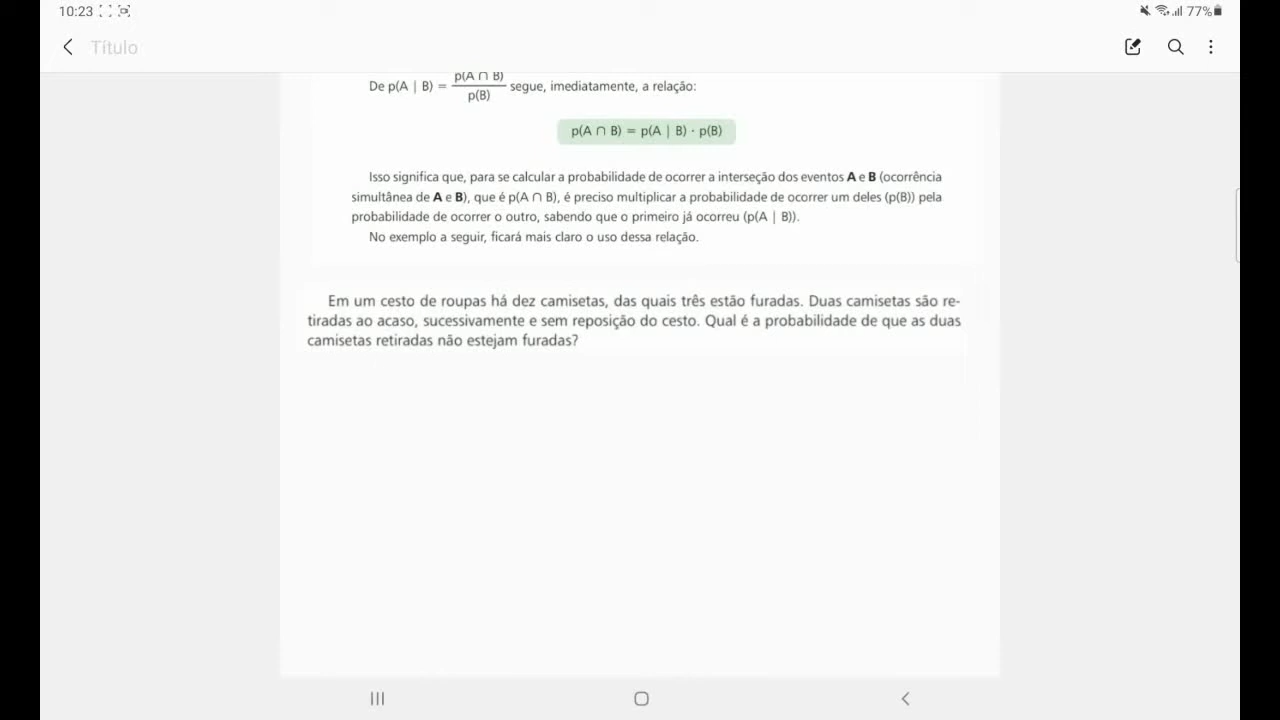 10:23
77%
Título
De p(A | B) = p(A ∩ B) / p(B) segue, imediatamente, a relação:
p(A ∩ B) = p(A | B) · p(B)
Isso significa que, para se calcular a probabilidade de ocorrer a interseção dos eventos A e B (ocorrência
simultânea de A e B), que é p(A ∩ B), é preciso multiplicar a probabilidade de ocorrer um deles (p(B)) pela
probabilidade de ocorrer o outro, sabendo que o primeiro já ocorreu (p(A | B)).
No exemplo a seguir, ficará mais claro o uso dessa relação.
Em um cesto de roupas há dez camisetas, das quais três estão furadas. Duas camisetas são re-
tiradas ao acaso, sucessivamente e sem reposição do cesto. Qual é a probabilidade de que as duas
camisetas retiradas não estejam furadas?